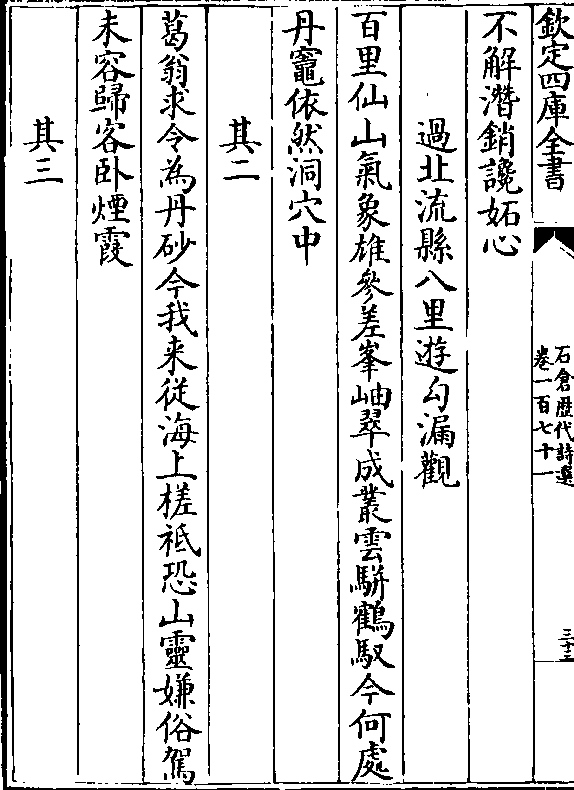 欽定四庫全書
石倉歴代詩選
卷一百七十一
三十三
不解潛銷讒妬心
過北流縣八里遊勾漏觀
百里仙山氣象雄參差峯岫翠成叢雲駢鶴馭今何處
丹竈依然洞穴中
其二
葛翁求令為丹砂今我来從海上槎袛恐山靈嫌俗駕
未容歸客卧煙霞
其三